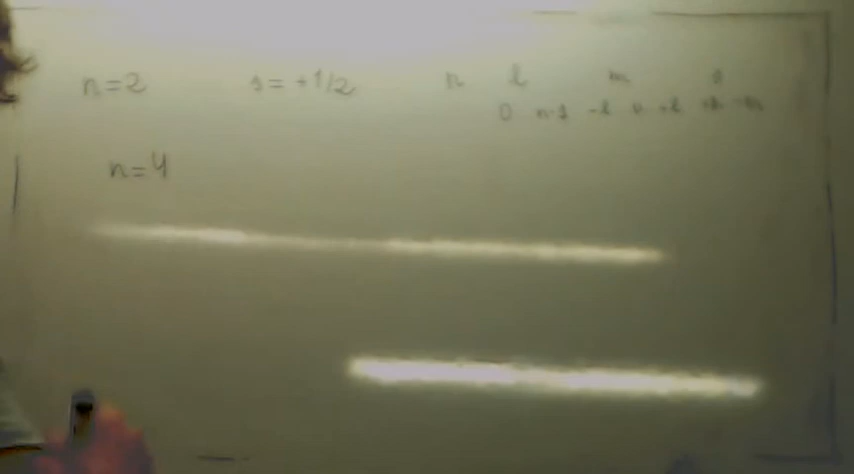 n=2 s=+1/2 n l m s
0 n-1 -l 0 +l
n=4